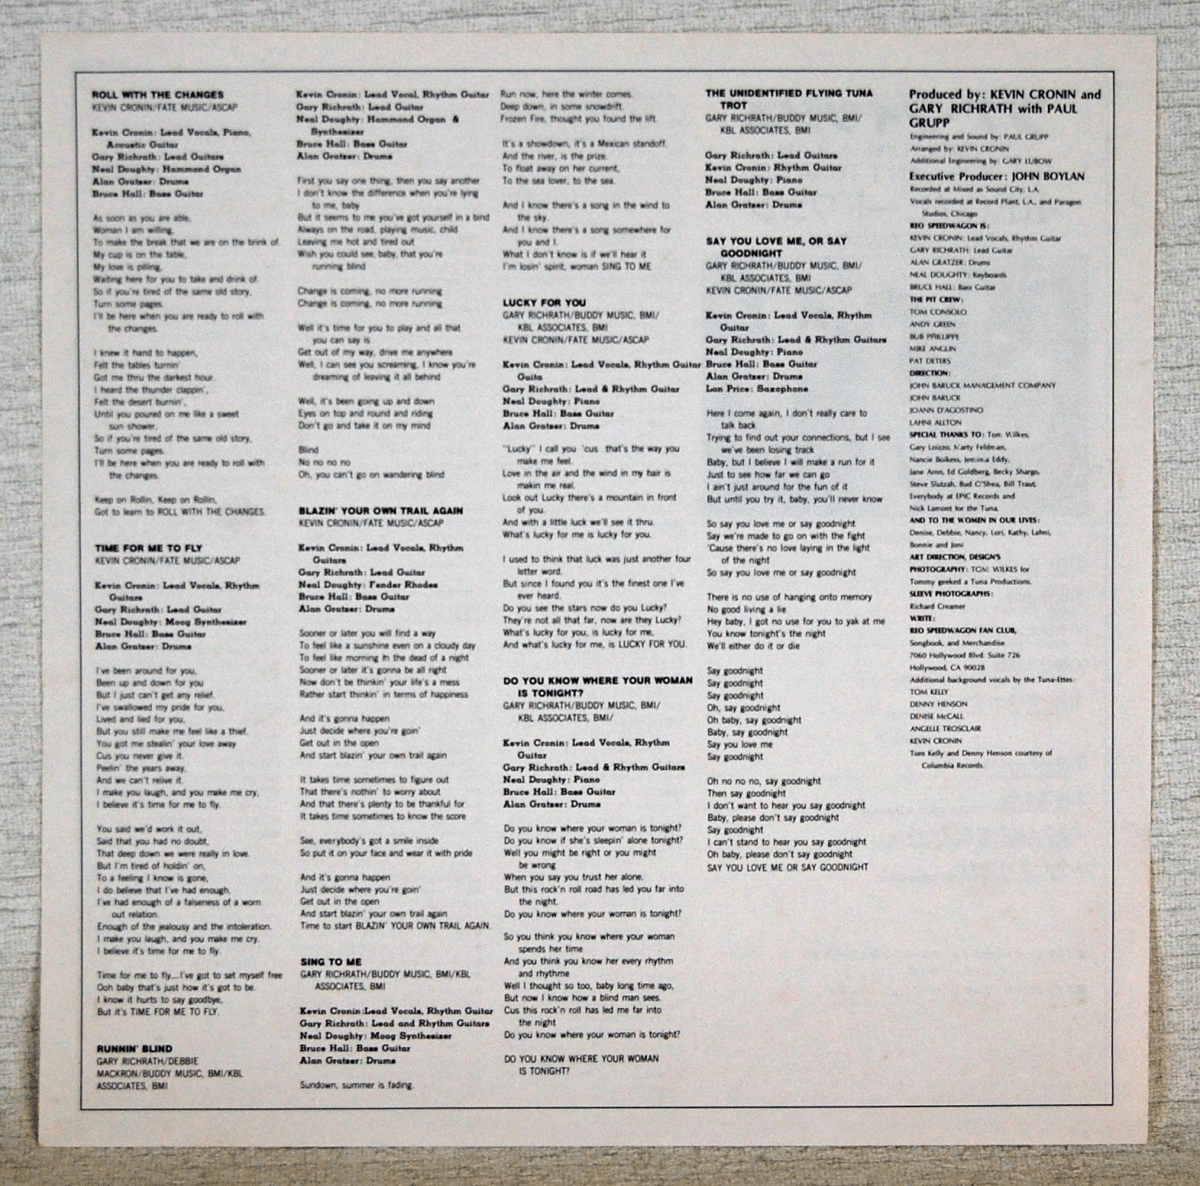 ROLL WITH THE CHANGES
KEVIN CRONIN/FATE MUSIC/ASCAP
Kevin Cronin: Lead Vocals, Piano,
Acoustic Guitar
Gary Richrath: Lead Guitars
Neal Doughty: Hammond Organ
Alan Gratzer: Drums
Bruce Hall: Bass Guitar
As soon as you are able,
Woman I am willing,
To make the break that we are on the brink of.
My cup is on the table,
My love is pilling,
Waiting here for you to take and drink of.
So if you're tired of the same old story,
Turn some pages.
I'll be here when you are ready to roll with
the changes.
I knew it hand to happen,
Felt the tables turnin'
Got me thru the darkest hour.
I heard the thunder clappin',
Felt the desert burnin',
Until you poured on me like a sweet
sun shower,
So if you're tired of the same old story,
Turn some pages.
I'll be here when you are ready to roll with
the changes.
Keep on Rollin, Keep on Rollin,
Got to learn to ROLL WITH THE CHANGES.
TIME FOR ME TO FLY
KEVIN CRONIN/FATE MUSIC/ASCAP
Kevin Cronin: Lead Vocals, Rhythm
Guitars
Gary Richrath: Lead Guitar
Neal Doughty: Moog Synthesizer
Bruce Hall: Bass Guitar
Alan Gratzer: Drums
I've been around for you,
Been up and down for you
But I just can't get any relief.
I've swallowed my pride for you,
Lived and lied for you,
But you still make me feel like a thief.
You got me stealin' your love away
Cus you never give it.
Peelin' the years away,
And we can't relive it.
I make you laugh, and you make me cry,
I believe it's time for me to fly.
You said we'd work it out,
Said that you had no doubt,
That deep down we were really in love.
But I'm tired of holdin' on,
To a feeling I know is gone,
I do believe that I've had enough.
I've had enough of a falseness of a worn
out relation.
Enough of the jealousy and the intoleration.
I make you laugh, and you make me cry.
I believe it's time for me to fly.
Time for me to fly...I've got to set myself free
Ooh baby that's just how it's got to be.
I know it hurts to say goodbye,
But it's TIME FOR ME TO FLY.
RUNNIN' BLIND
GARY RICHRATH/DEBBIE
MACKRON/BUDDY MUSIC, BMI/KBL
ASSOCIATES, BMI
Kevin Cronin: Lead Vocal, Rhythm Guitar
Gary Richrath: Lead Guitar
Neal Doughty: Hammond Organ &
Synthesizer
Bruce Hall: Bass Guitar
Alan Gratzer: Drums
First you say one thing, then you say another
I don't know the difference when you're lying
to me, baby
But it seems to me you've got yourself in a bind
Always on the road, playing music, child
Leaving me hot and tired out
Wish you could see, baby, that you're
running blind
Change is coming, no more running
Change is coming, no more running
Well it's time for you to play and all that
you can say is
Get out of my way, drive me anywhere
Well, I can see you screaming, I know you're
dreaming of leaving it all behind
Well, it's been going up and down
Eyes on top and round and riding
Don't go and take it on my mind
Blind
No no no no
Oh, you can't go on wandering blind
BLAZIN' YOUR OWN TRAIL AGAIN
KEVIN CRONIN/FATE MUSIC/ASCAP
Kevin Cronin: Lead Vocals, Rhythm
Guitars
Gary Richrath: Lead Guitar
Neal Doughty: Fender Rhodes
Bruce Hall: Bass Guitar
Alan Gratzer: Drums
Sooner or later you will find a way
To feel like a sunshine even on a cloudy day
To feel like morning in the dead of a night
Sooner or later it's gonna be all right
Now don't be thinkin' your life's a mess
Rather start thinkin' in terms of happiness
And it's gonna happen
Just decide where you're goin'
Get out in the open
And start blazin' your own trail again
It takes time sometimes to figure out
That there's nothin' to worry about
And that there's plenty to be thankful for
It takes time sometimes to know the score
See, everybody's got a smile inside
So put it on your face and wear it with pride
And it's gonna happen
Just decide where you're goin'
Get out in the open
And start blazin' your own trail again
Time to start BLAZIN' YOUR OWN TRAIL AGAIN.
SING TO ME
GARY RICHRATH/BUDDY MUSIC, BMI/KBL
ASSOCIATES, BMI
Kevin Cronin: Lead Vocals, Rhythm Guitar
Gary Richrath: Lead and Rhythm Guitars
Neal Doughty: Moog Synthesizer
Bruce Hall: Bass Guitar
Alan Gratzer: Drums
Sundown, summer is fading.
Run now, here the winter comes.
Deep down, in some snowdrift.
Frozen Fire, thought you found the lift.
It's a showdown, it's a Mexican standoff.
And the river, is the prize.
To float away on her current,
To the sea lover, to the sea.
And I know there's a song in the wind to
the sky.
And I know there's a song somewhere for
you and I.
What I don't know is if we'll hear it
I'm losin' spirit, woman SING TO ME
LUCKY FOR YOU
GARY RICHRATH/BUDDY MUSIC, BMI/
KBL ASSOCIATES, BMI
KEVIN CRONIN/FATE MUSIC/ASCAP
Kevin Cronin: Lead Vocals, Rhythm Guitar
Guita
Gary Richrath: Lead & Rhythm Guitar
Neal Doughty: Piano
Bruce Hall: Bass Guitar
Alan Gratzer: Drums
"Lucky" I call you 'cus that's the way you
make me feel.
Love in the air and the wind in my hair is
makin me real.
Look out Lucky there's a mountain in front
of you.
And with a little luck we'll see it thru.
What's lucky for me is lucky for you.
I used to think that luck was just another four
letter word.
But since I found you it's the finest one I've
ever heard.
Do you see the stars now do you Lucky?
They're not all that far, now are they Lucky?
What's lucky for you, is lucky for me,
And what's lucky for me, is LUCKY FOR YOU.
DO YOU KNOW WHERE YOUR WOMAN
IS TONIGHT?
GARY RICHRATH/BUDDY MUSIC, BMI/
KBL ASSOCIATES, BMI/
Kevin Cronin: Lead Vocals, Rhythm
Guitar
Gary Richrath: Lead & Rhythm Guitars
Neal Doughty: Piano
Bruce Hall: Bass Guitar
Alan Gratzer: Drums
Do you know where your woman is tonight?
Do you know if she's sleepin' alone tonight?
Well you might be right or you might
be wrong
When you say you trust her alone.
But this rock'n roll road has led you far into
the night.
Do you know where your woman is tonight?
So you think you know where your woman
spends her time
And you think you know her every rhythm
and rhythme
Well I thought so too, baby long time ago,
But now I know how a blind man sees.
Cus this rock'n roll has led me far into
the night
Do you know where your woman is tonight?
DO YOU KNOW WHERE YOUR WOMAN
IS TONIGHT?
THE UNIDENTIFIED FLYING TUNA
TROT
GARY RICHRATH/BUDDY MUSIC, BMI/
KBL ASSOCIATES, BMI
Gary Richrath: Lead Guitars
Kevin Cronin: Rhythm Guitar
Neal Doughty: Piano
Bruce Hall: Bass Guitar
Alan Gratzer: Drums
SAY YOU LOVE ME, OR SAY
GOODNIGHT
GARY RICHRATH/BUDDY MUSIC, BMI/
KBL ASSOCIATES, BMI
KEVIN CRONIN/FATE MUSIC/ASCAP
Kevin Cronin: Lead Vocals, Rhythm
Guitar
Gary Richrath: Lead & Rhythm Guitars
Neal Doughty: Piano
Bruce Hall: Bass Guitar
Alan Gratzer: Drums
Lon Price: Saxophone
Here I come again, I don't really care to
talk back
Trying to find out your connections, but I see
we've been losing track
Baby, but I believe I will make a run for it
Just to see how far we can go
I ain't just around for the fun of it
But until you try it, baby, you'll never know
So say you love me or say goodnight
Say we're made to go on with the fight
'Cause there's no love laying in the light
of the night
So say you love me or say goodnight
There is no use of hanging onto memory
No good living a lie
Hey baby, I got no use for you to yak at me
You know tonight's the night
We'll either do it or die
Say goodnight
Say goodnight
Say goodnight
Oh, say goodnight
Oh baby, say goodnight
Baby, say goodnight
Say you love me
Say goodnight
Oh no no no, say goodnight
Then say goodnight
I don't want to hear you say goodnight
Baby, please don't say goodnight
Say goodnight
I can't stand to hear you say goodnight
Oh baby, please don't say goodnight
SAY YOU LOVE ME OR SAY GOODNIGHT
Produced by: KEVIN CRONIN and
GARY RICHRATH with PAUL
GRUPP
Engineering and Sound by: PAUL GRUPP
Arranged by: KEVIN CRONIN
Additional Engineering by: GARY LUBOW
Executive Producer: JOHN BOYLAN
Recorded at Mixed as Sound City, L.A.
Vocals recorded at Record Plant, L.A., and Paragon
Studios, Chicago
REO SPEEDWAGON IS:
KEVIN CRONIN: Lead Vocals, Rhythm Guitar
GARY RICHRATH: Lead Guitar
ALAN GRATZER: Drums
NEAL DOUGHTY: Keyboards
BRUCE HALL: Bass Guitar
THE PIT CREW:
TOM CONSOLO
ANDY GREEN
BUB PHILIPPE
MIKE ANGLIN
PAT DETERS
DIRECTION:
JOHN BARUCK MANAGEMENT COMPANY
JOHN BARUCK
JOANN D'AGOSTINO
LAHNI ALLTON
SPECIAL THANKS TO: Tom Wilkes,
Gary Loizzo, Marty Feldman,
Nancie Boikess, Jemima Eddy,
Jane Arnn, Ed Goldberg, Becky Shargo,
Steve Slutzah, Bud O'Shea, Bill Traut,
Everybody at EPIC Records and
Nick Lamont for the Tuna.
AND TO THE WOMEN IN OUR LIVES:
Denise, Debbie, Nancy, Lori, Kathy, Lahni,
Bonnie and Joni
ART DIRECTION, DESIGN'S
PHOTOGRAPHY: TOM WILKES for
Tommy geeked a Tuna Productions.
SLEEVE PHOTOGRAPHS:
Richard Creamer
WRITE:
REO SPEEDWAGON FAN CLUB,
Songbook, and Merchandise
7060 Hollywood Blvd. Suite 726
Hollywood, CA 90028
Additional background vocals by the Tuna-Ettes:
TOM KELLY
DENNY HENSON
DENISE McCALL
ANGELLE TROSCLAIR
KEVIN CRONIN
Tom Kelly and Denny Henson courtesy of
Columbia Records.